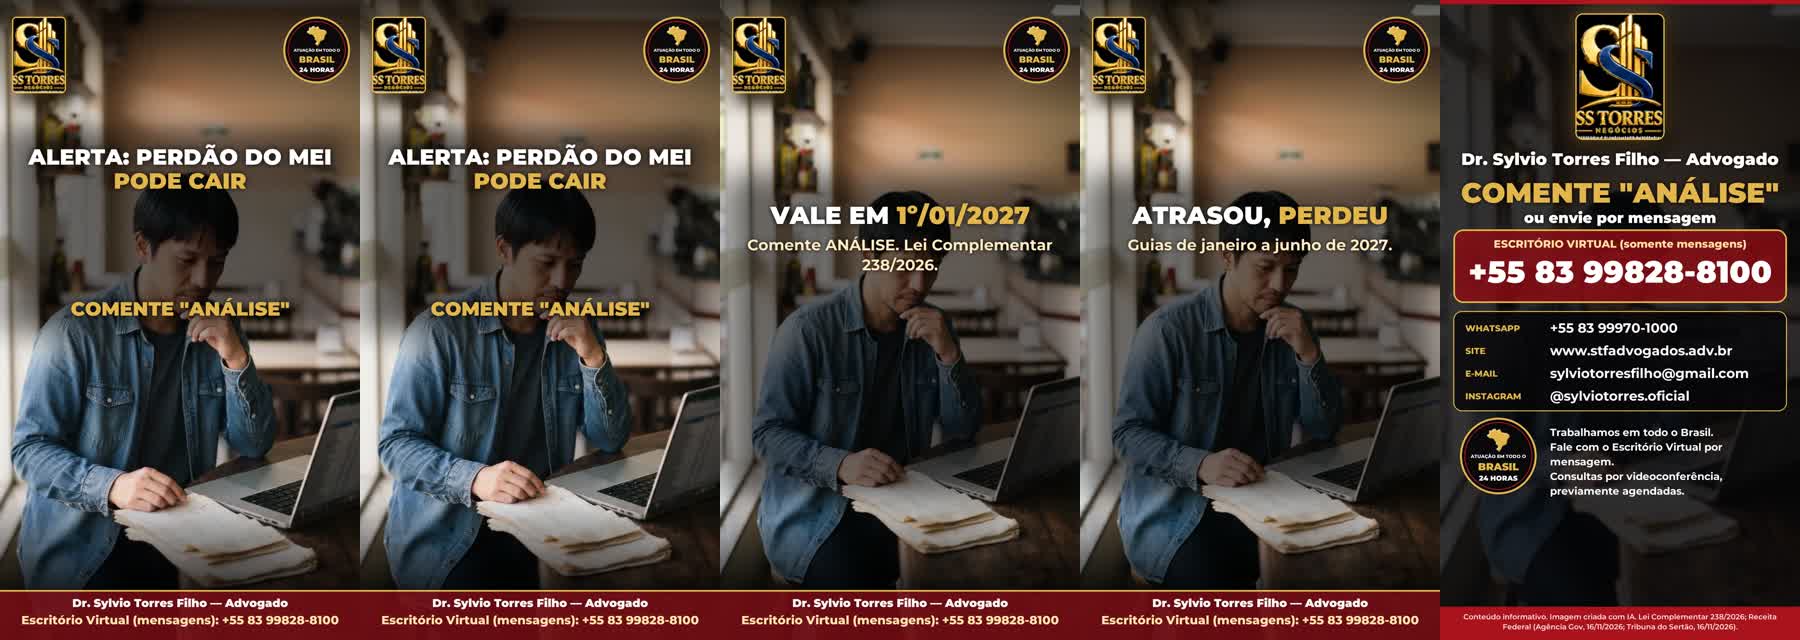 SS TORRES
NEGÓCIOS
ATUAÇÃO EM TODO O
BRASIL
24 HORAS
ALERTA: PERDÃO DO MEI
PODE CAIR
COMENTE "ANÁLISE"
Dr. Sylvio Torres Filho — Advogado
Escritório Virtual (mensagens): +55 83 99828-8100
SS TORRES
NEGÓCIOS
ATUAÇÃO EM TODO O
BRASIL
24 HORAS
ALERTA: PERDÃO DO MEI
PODE CAIR
COMENTE "ANÁLISE"
Dr. Sylvio Torres Filho — Advogado
Escritório Virtual (mensagens): +55 83 99828-8100
SS TORRES
NEGÓCIOS
ATUAÇÃO EM TODO O
BRASIL
24 HORAS
VALE EM 1º/01/2027
Comente ANÁLISE. Lei Complementar
238/2026.
Dr. Sylvio Torres Filho — Advogado
Escritório Virtual (mensagens): +55 83 99828-8100
SS TORRES
NEGÓCIOS
ATUAÇÃO EM TODO O
BRASIL
24 HORAS
ATRASOU, PERDEU
Guias de janeiro a junho de 2027.
Dr. Sylvio Torres Filho — Advogado
Escritório Virtual (mensagens): +55 83 99828-8100
SS TORRES
NEGÓCIOS
Dr. Sylvio Torres Filho — Advogado
COMENTE "ANÁLISE"
ou envie por mensagem
ESCRITÓRIO VIRTUAL (somente mensagens)
+55 83 99828-8100
WHATSAPP +55 83 99970-1000
SITE www.stfadvogados.adv.br
E-MAIL sylviotorresfilho@gmail.com
INSTAGRAM @sylviotorres.oficial
ATUAÇÃO EM TODO O
BRASIL
24 HORAS
Trabalhamos em todo o Brasil.
Fale com o Escritório Virtual por
mensagem.
Consultas por videoconferência,
previamente agendadas.
Conteúdo informativo. Imagem criada com IA. Lei Complementar 238/2026; Receita
Federal (Agência Gov, 16/11/2026; Tribuna do Sertão, 16/11/2026).